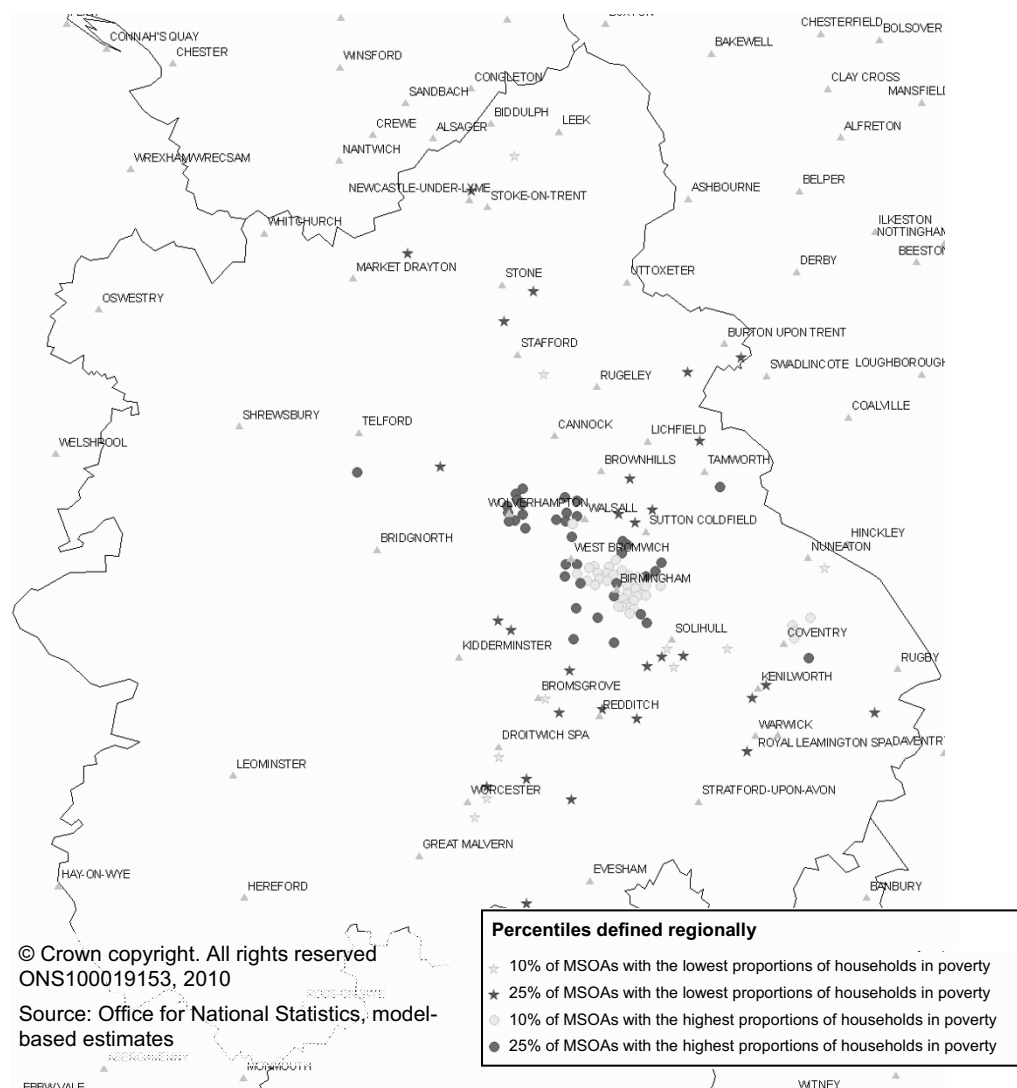 CONNAH'S QUAY
CHESTER
WINSFORD
CONGLETON
SANDBACH
BIDDULPH
CREWE
ALSAGER
LEEK
NANTWICH
WREXHAM/WRECSAM
NEWCASTLE-UNDER-LYME
STOKE-ON-TRENT
WHITCHURCH
MARKET DRAYTON
STONE
UTTOXETER
OSWESTRY
STAFFORD
RUGELEY
BAKEWELL
CHESTERFIELD
BOLSOVER
CLAY CROSS
MANSFIELD
ALFRETON
ASHBOURNE
BELPER
ILKESTON
NOTTINGHAM
BEESTON
DERBY
BURTON UPON TRENT
SWADLINCOTE
LOUGHBOROUGH
COALVILLE
SHREWSBURY
TELFORD
CANNOCK
LICHFIELD
WELSHPOOL
BROWNHILLS
TAMWORTH
WOLVERHAMPTON
WALSALL
SUTTON COLDFIELD
HINCKLEY
BRIDGNORTH
WEST BROMWICH
NUNEATON
BIRMINGHAM
SOLIHULL
COVENTRY
KIDDERMINSTER
RUGBY
BROMSGROVE
REDDITCH
KENILWORTH
DROITWICH SPA
WARWICK
ROYAL LEAMINGTON SPA
DAVENTRY
LEOMINSTER
WORCESTER
STRATFORD-UPON-AVON
GREAT MALVERN
HAY-ON-WYE
HEREFORD
EVESHAM
BANBURY
Percentiles defined regionally
10% of MSOAs with the lowest proportions of households in poverty
25% of MSOAs with the lowest proportions of households in poverty
10% of MSOAs with the highest proportions of households in poverty
25% of MSOAs with the highest proportions of households in poverty
© Crown copyright. All rights reserved
ONS100019153, 2010
Source: Office for National Statistics, model-
based estimates
MONMOUTH
WITNEY